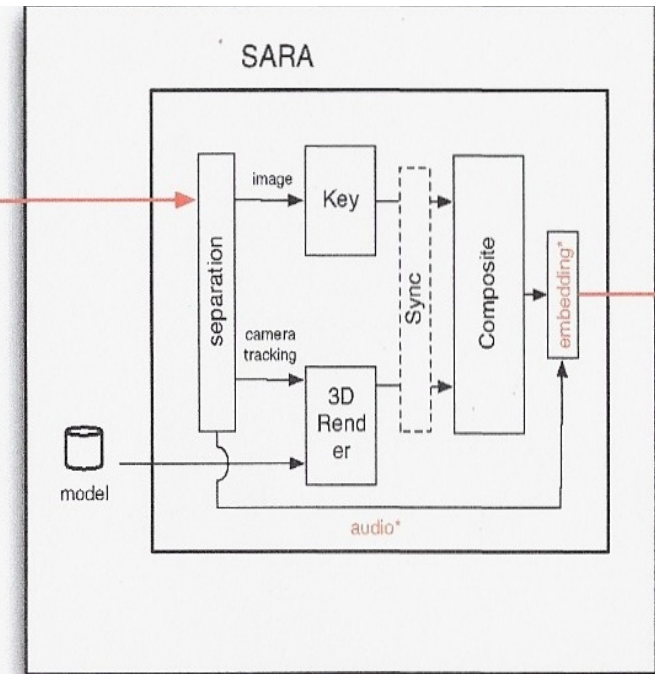 SARA
image
Key
separation
Sync
Composite
embedding*
camera
tracking
3D
Rend
er
model
audio*